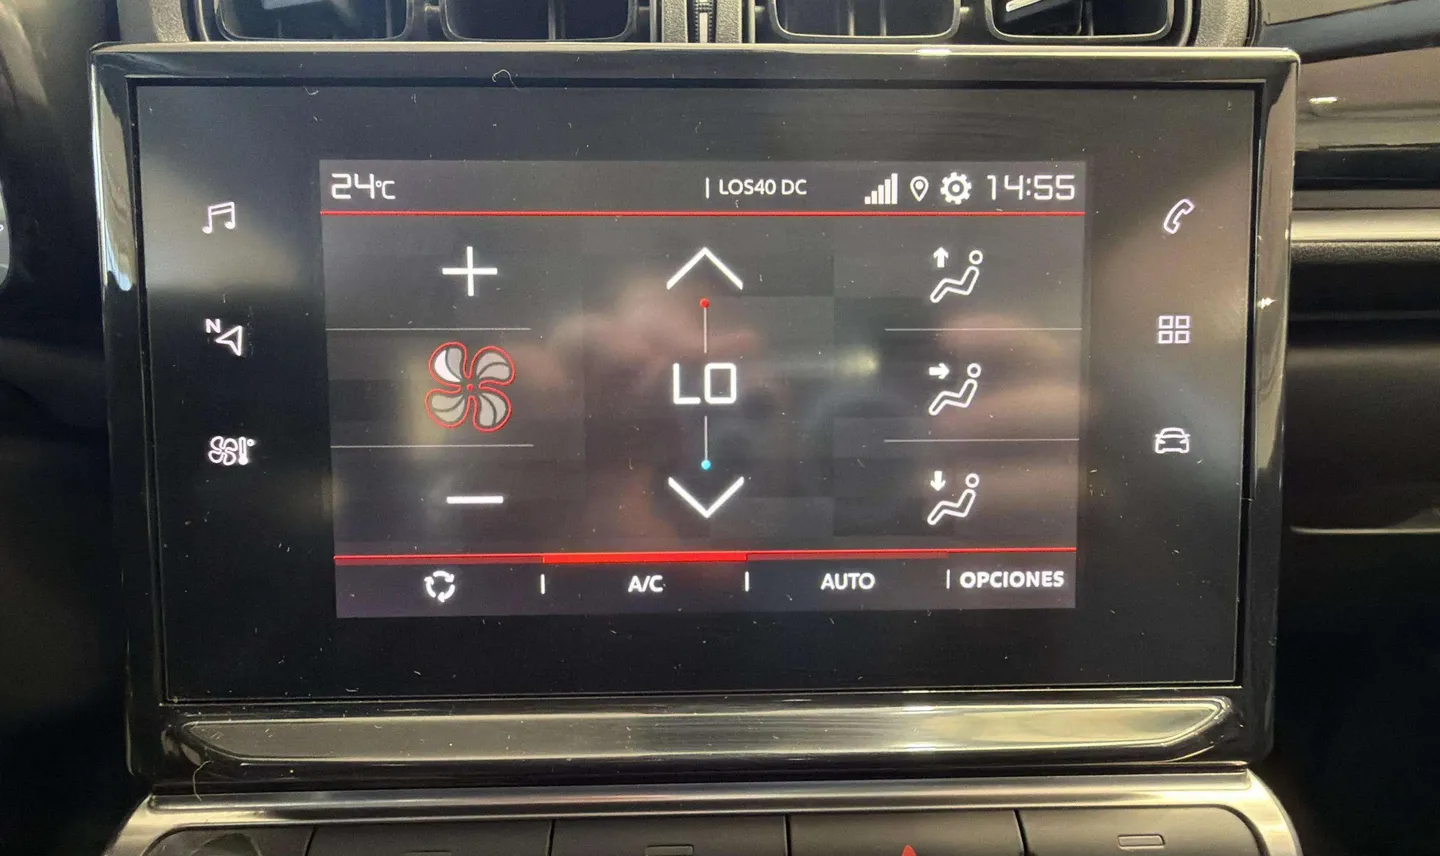 24°C | LOS40 DC 14:55
N
LO
| A/C | AUTO | OPCIONES